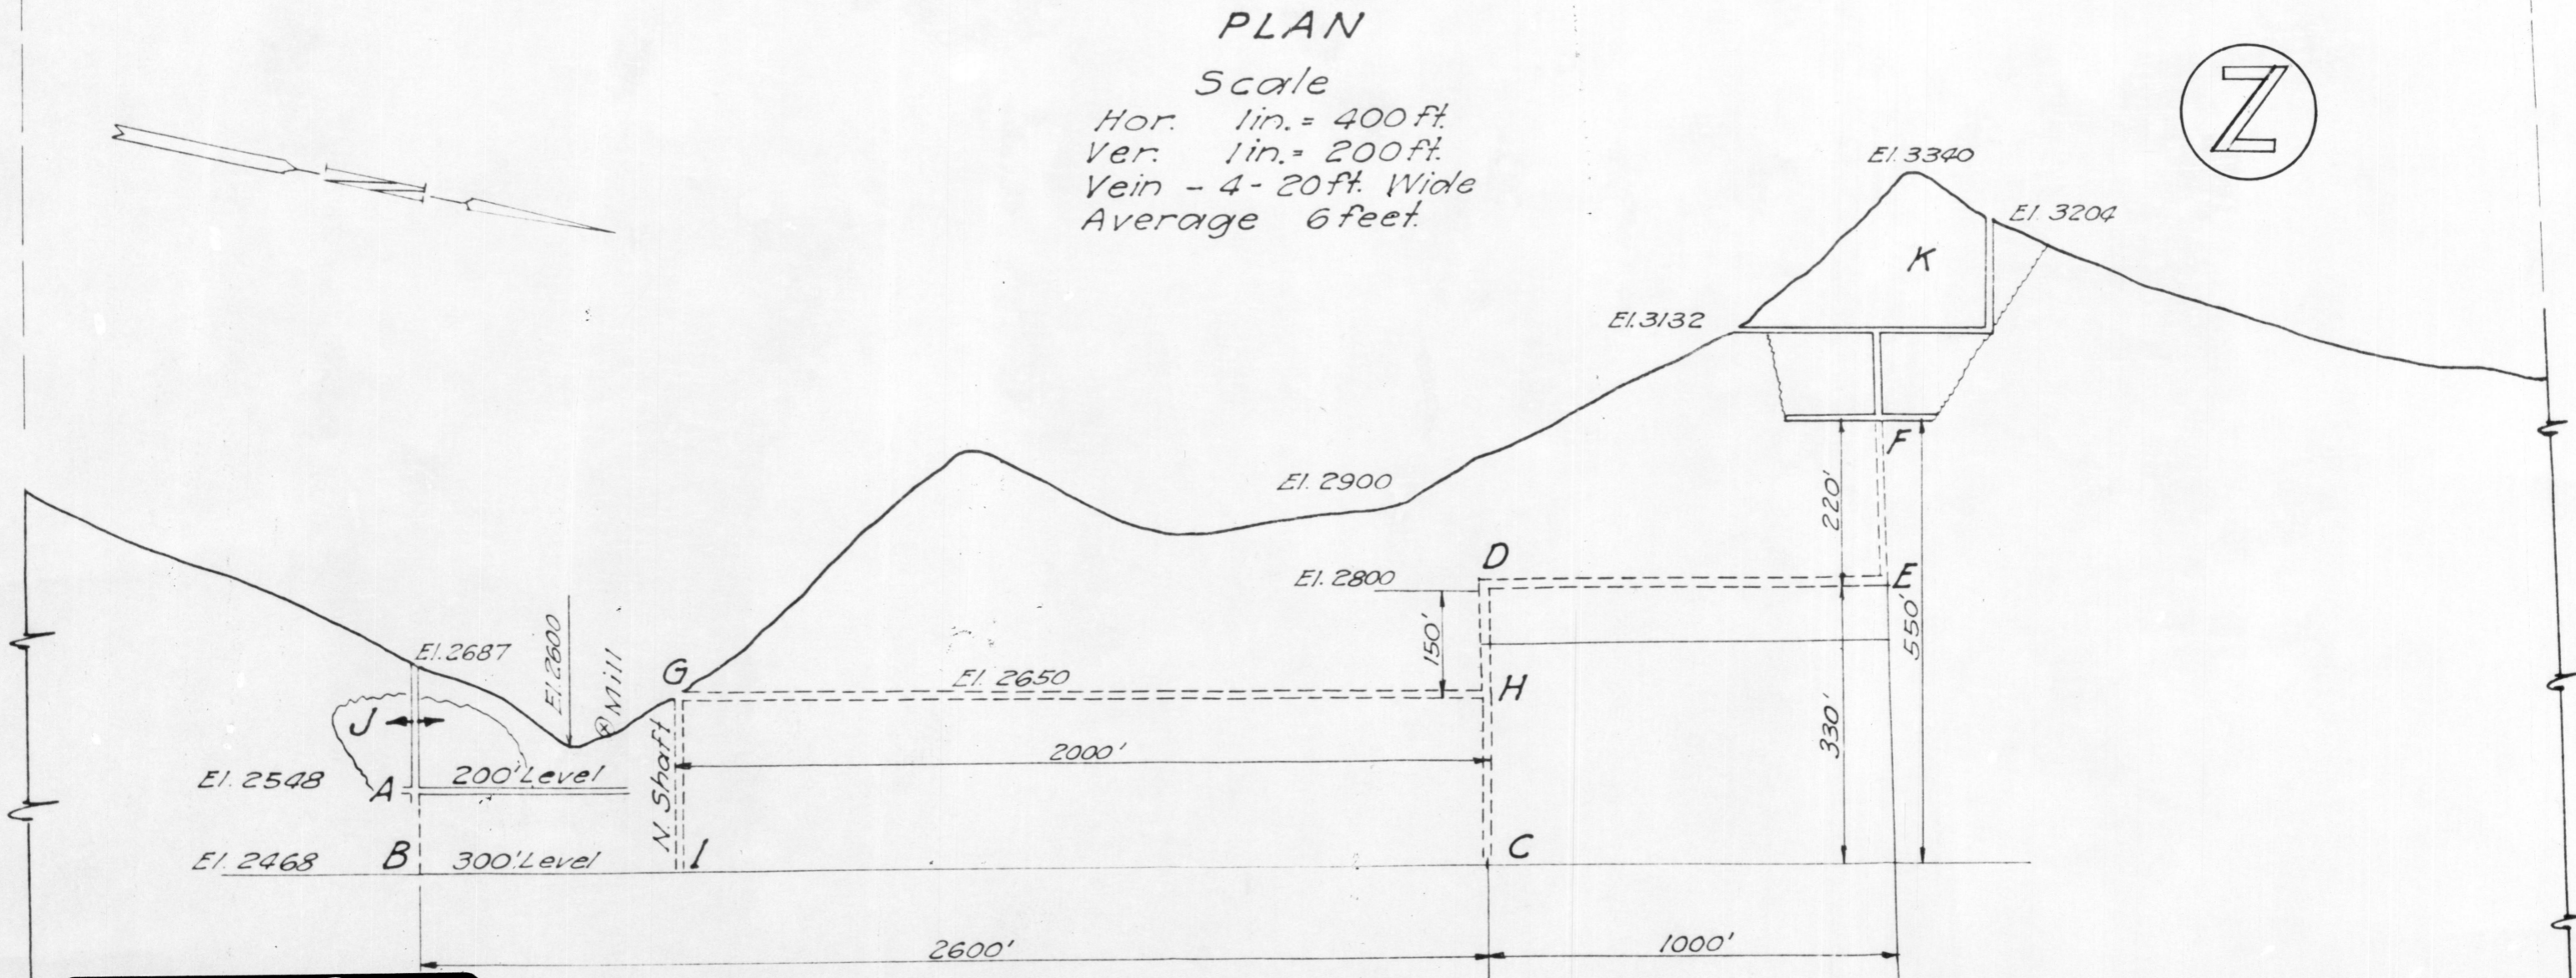 PLAN
Scale
Hor. 1in. = 400 ft.
Ver. 1in. = 200 ft.
Vein - 4 - 20 ft. Wide
Average 6 feet.
Z
N
El. 3340
El. 3204
K
El. 3132
F
El. 2900
220'
D
El. 2800
E
150'
550'
El. 2687
El. 2600
Mill
G
El. 2650
H
J
N. Shaft
330'
2000'
El. 2548
A
200' Level
El. 2468
B
300' Level
I
C
2600'
1000'